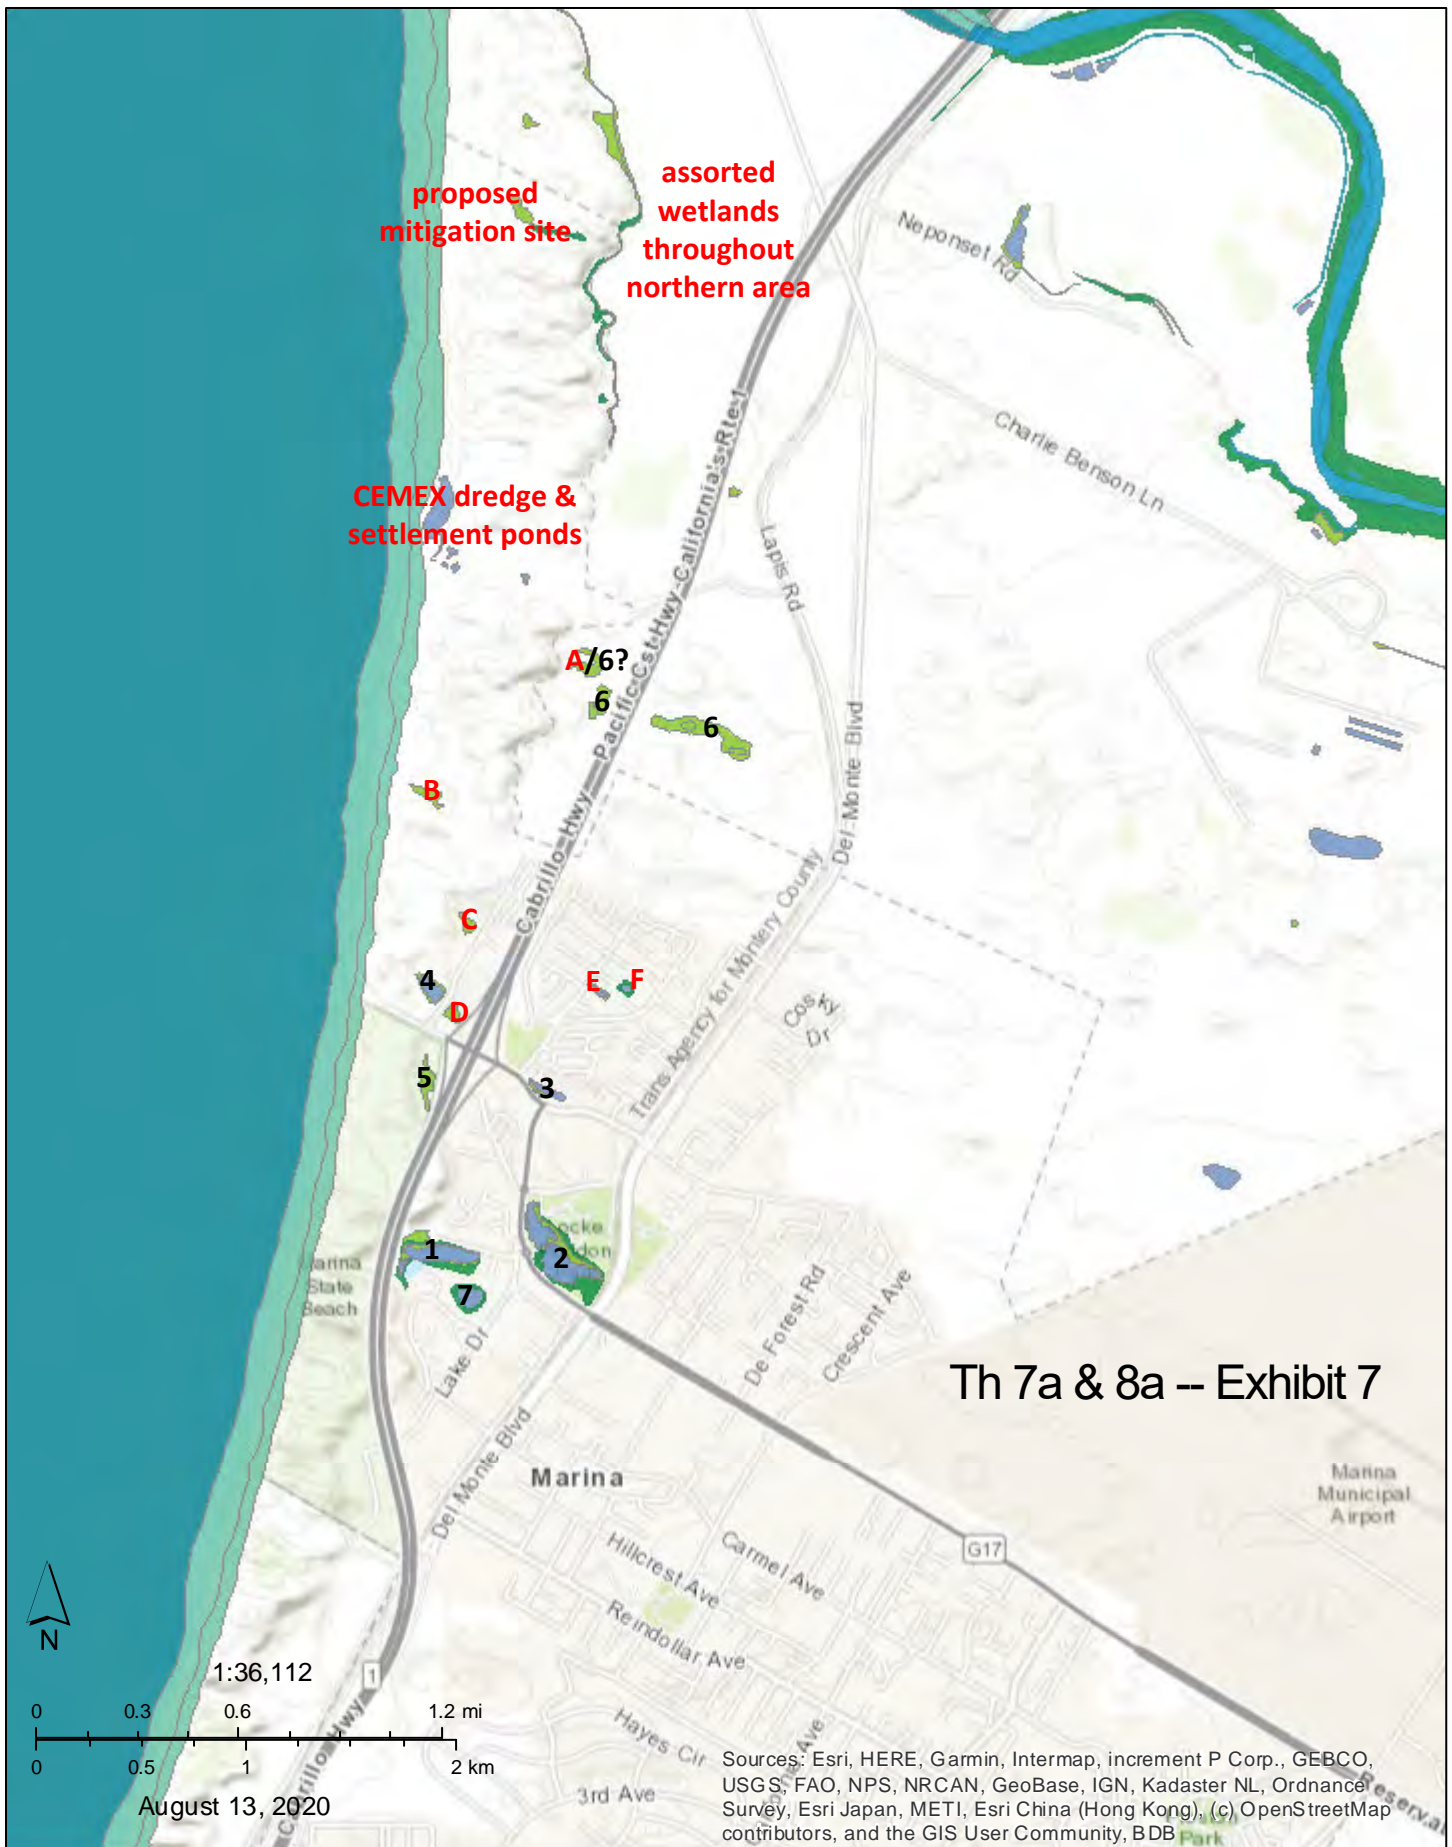 proposed
mitigation site
assorted
wetlands
throughout
northern area
Neponset Rd
Charlie Benson Ln
CEMEX dredge &
settlement ponds
Lapis Rd
Cabrillo Hwy
Pacific Cst Hwy
California's Rte 1
A/6?
6
6
Del Monte Blvd
B
C
4
D
E
F
Trans Agency for Montery County
Cosky
Dr
5
3
1
2
7
arina
State
Beach
ocke
don
Lake Dr
De Forest Rd
Crescent Ave
Th 7a & 8a -- Exhibit 7
Del Monte Blvd
Marina
Marina
Municipal
Airport
Hillcrest Ave
Carmel Ave
G17
Reindollar Ave
N
1:36,112
1
0 0.3 0.6 1.2 mi
0 0.5 1 2 km
August 13, 2020
Cabrillo Hwy
Hayes Cir
Ave
3rd Ave
Reserva
Park
Sources: Esri, HERE, Garmin, Intermap, increment P Corp., GEBCO,
USGS, FAO, NPS, NRCAN, GeoBase, IGN, Kadaster NL, Ordnance
Survey, Esri Japan, METI, Esri China (Hong Kong), (c) OpenStreetMap
contributors, and the GIS User Community, BDB